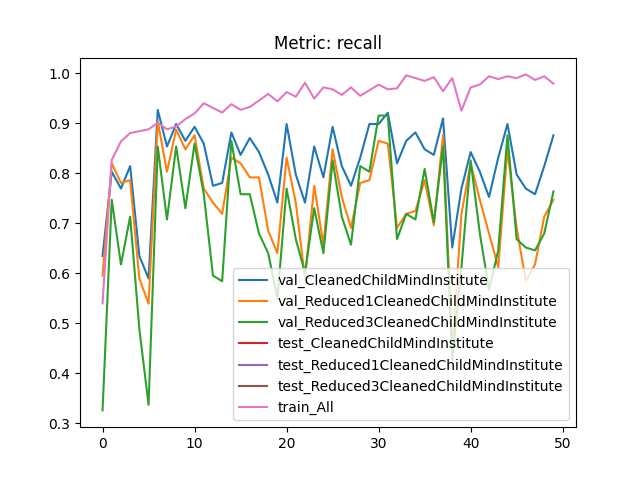 Metric: recall
1.0
0.9
0.8
0.7
0.6
0.5
0.4
0.3
0
10
20
30
40
50
val_CleanedChildMindInstitute
val_Reduced1CleanedChildMindInstitute
val_Reduced3CleanedChildMindInstitute
test_CleanedChildMindInstitute
test_Reduced1CleanedChildMindInstitute
test_Reduced3CleanedChildMindInstitute
train_All